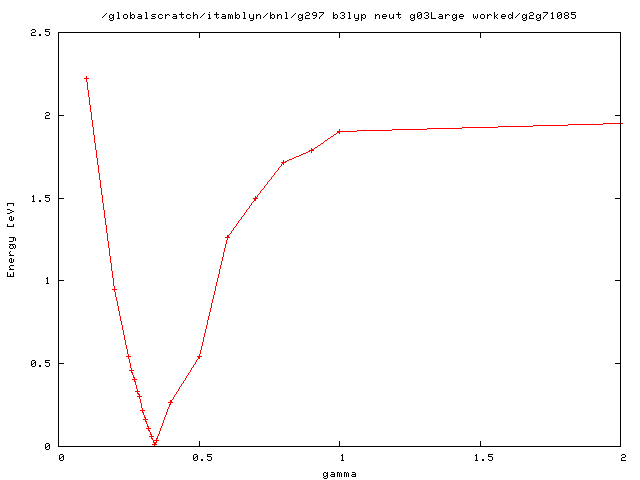 /globalscratch/itamblyn/bnl/g297 b3lyp neut g03Large worked/g2g71085
2.5
2
1.5
1
0.5
0
Energy [eV]
0 0.5 1 1.5 2
gamma